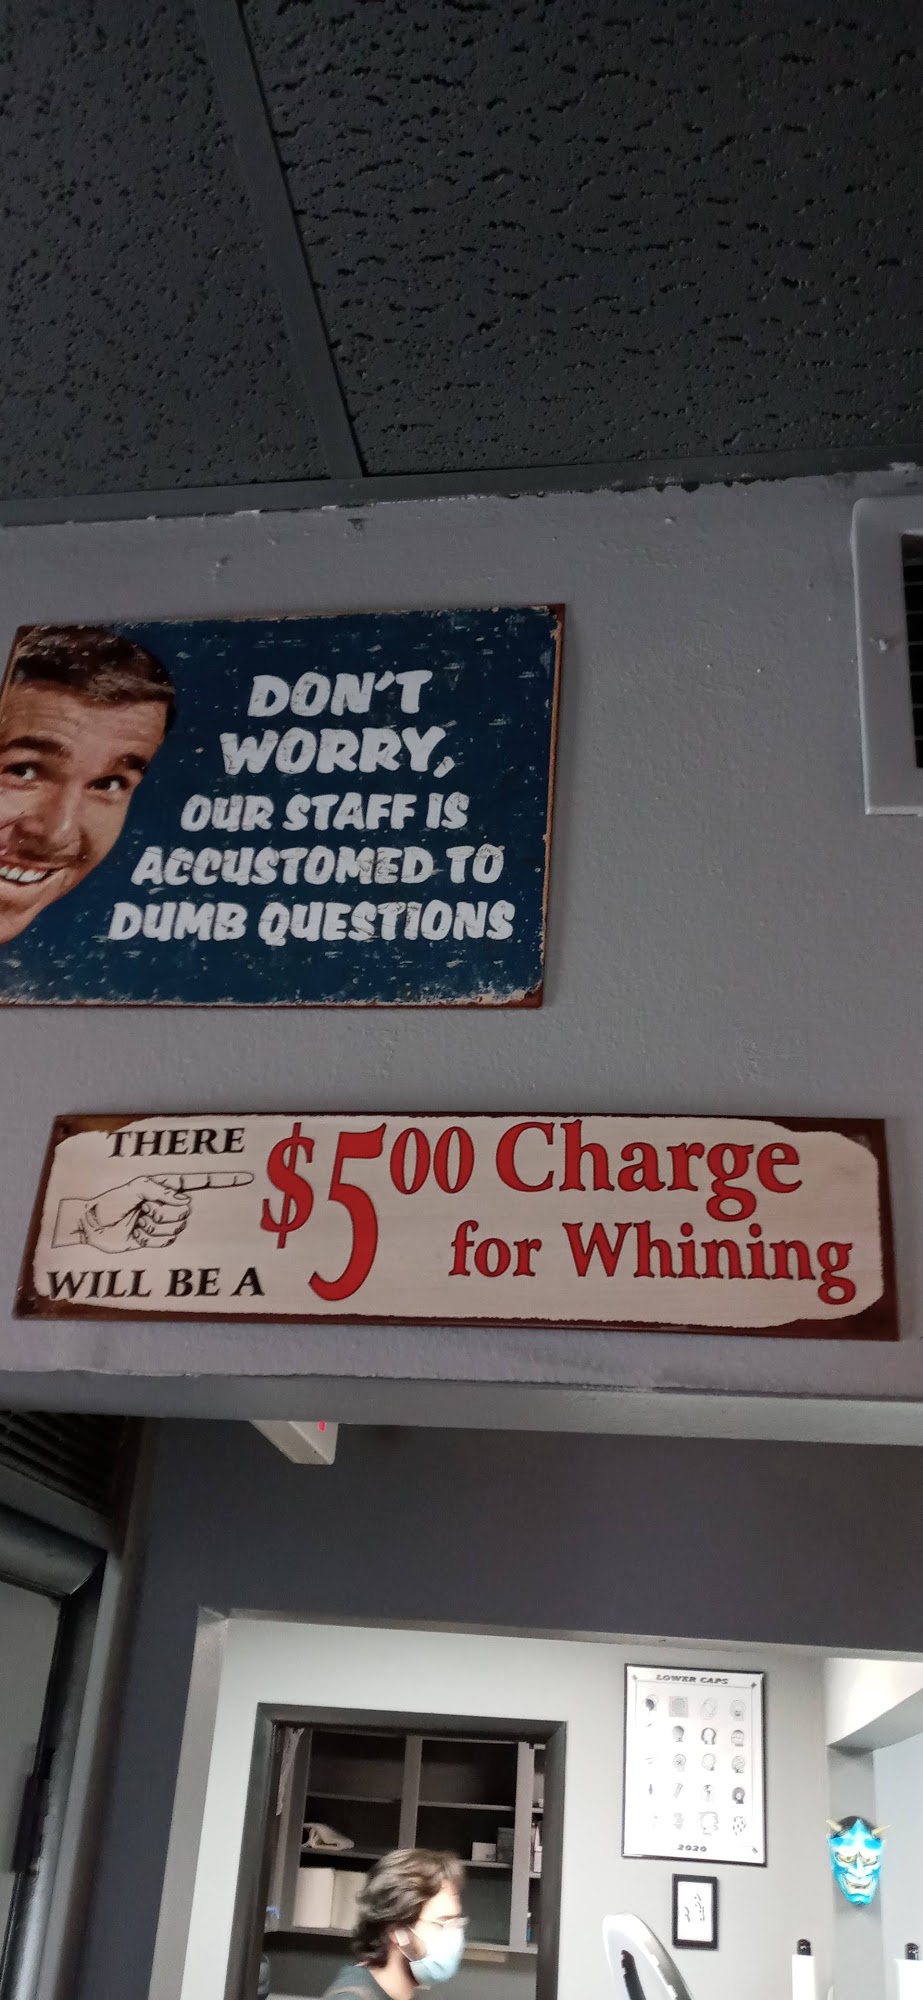 DON'T
WORRY,
OUR STAFF IS
ACCUSTOMED TO
DUMB QUESTIONS
THERE
WILL BE A
$500 Charge
for Whining
LOWER CAPS
2020